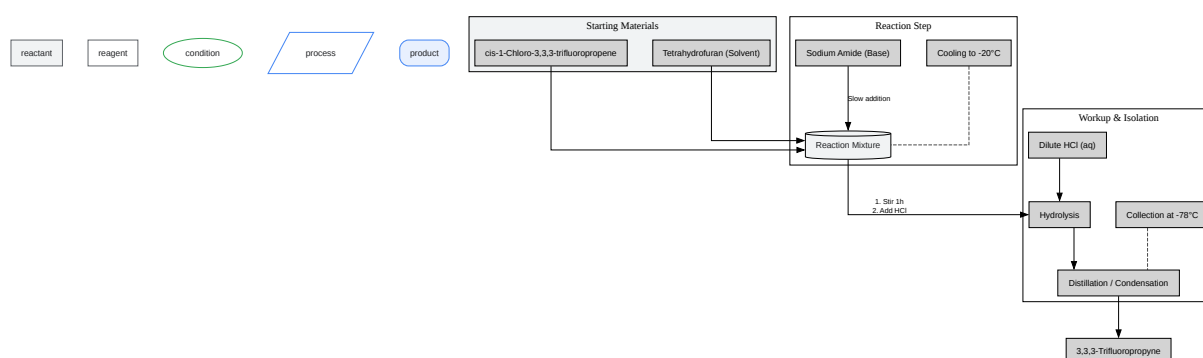 reactant
reagent
condition
process
product
Starting Materials
cis-1-Chloro-3,3,3-trifluoropropene
Tetrahydrofuran (Solvent)
Reaction Step
Sodium Amide (Base)
Cooling to -20°C
Slow addition
Reaction Mixture
Workup & Isolation
Dilute HCl (aq)
1. Stir 1h
2. Add HCl
Hydrolysis
Collection at -78°C
Distillation / Condensation
3,3,3-Trifluoropropyne